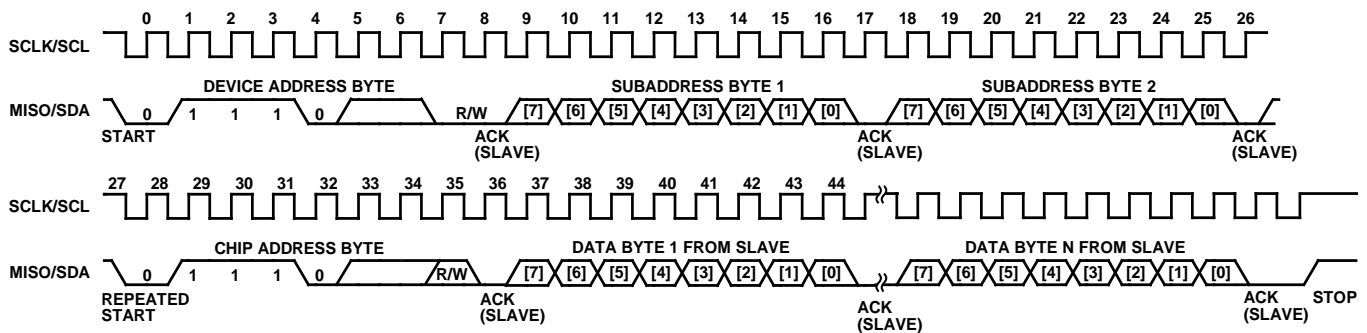 0 1 2 3 4 5 6 7 8 9 10 11 12 13 14 15 16 17 18 19 20 21 22 23 24 25 26
SCLK/SCL
DEVICE ADDRESS BYTE SUBADDRESS BYTE 1 SUBADDRESS BYTE 2
MISO/SDA 0 1 1 1 0 R/W [7] [6] [5] [4] [3] [2] [1] [0] [7] [6] [5] [4] [3] [2] [1] [0]
START ACK (SLAVE) ACK (SLAVE) ACK (SLAVE)
27 28 29 30 31 32 33 34 35 36 37 38 39 40 41 42 43 44
SCLK/SCL
CHIP ADDRESS BYTE DATA BYTE 1 FROM SLAVE DATA BYTE N FROM SLAVE
MISO/SDA 0 1 1 1 0 R/W [7] [6] [5] [4] [3] [2] [1] [0] [7] [6] [5] [4] [3] [2] [1] [0]
REPEATED START ACK (SLAVE) ACK (SLAVE) ACK (SLAVE) STOP